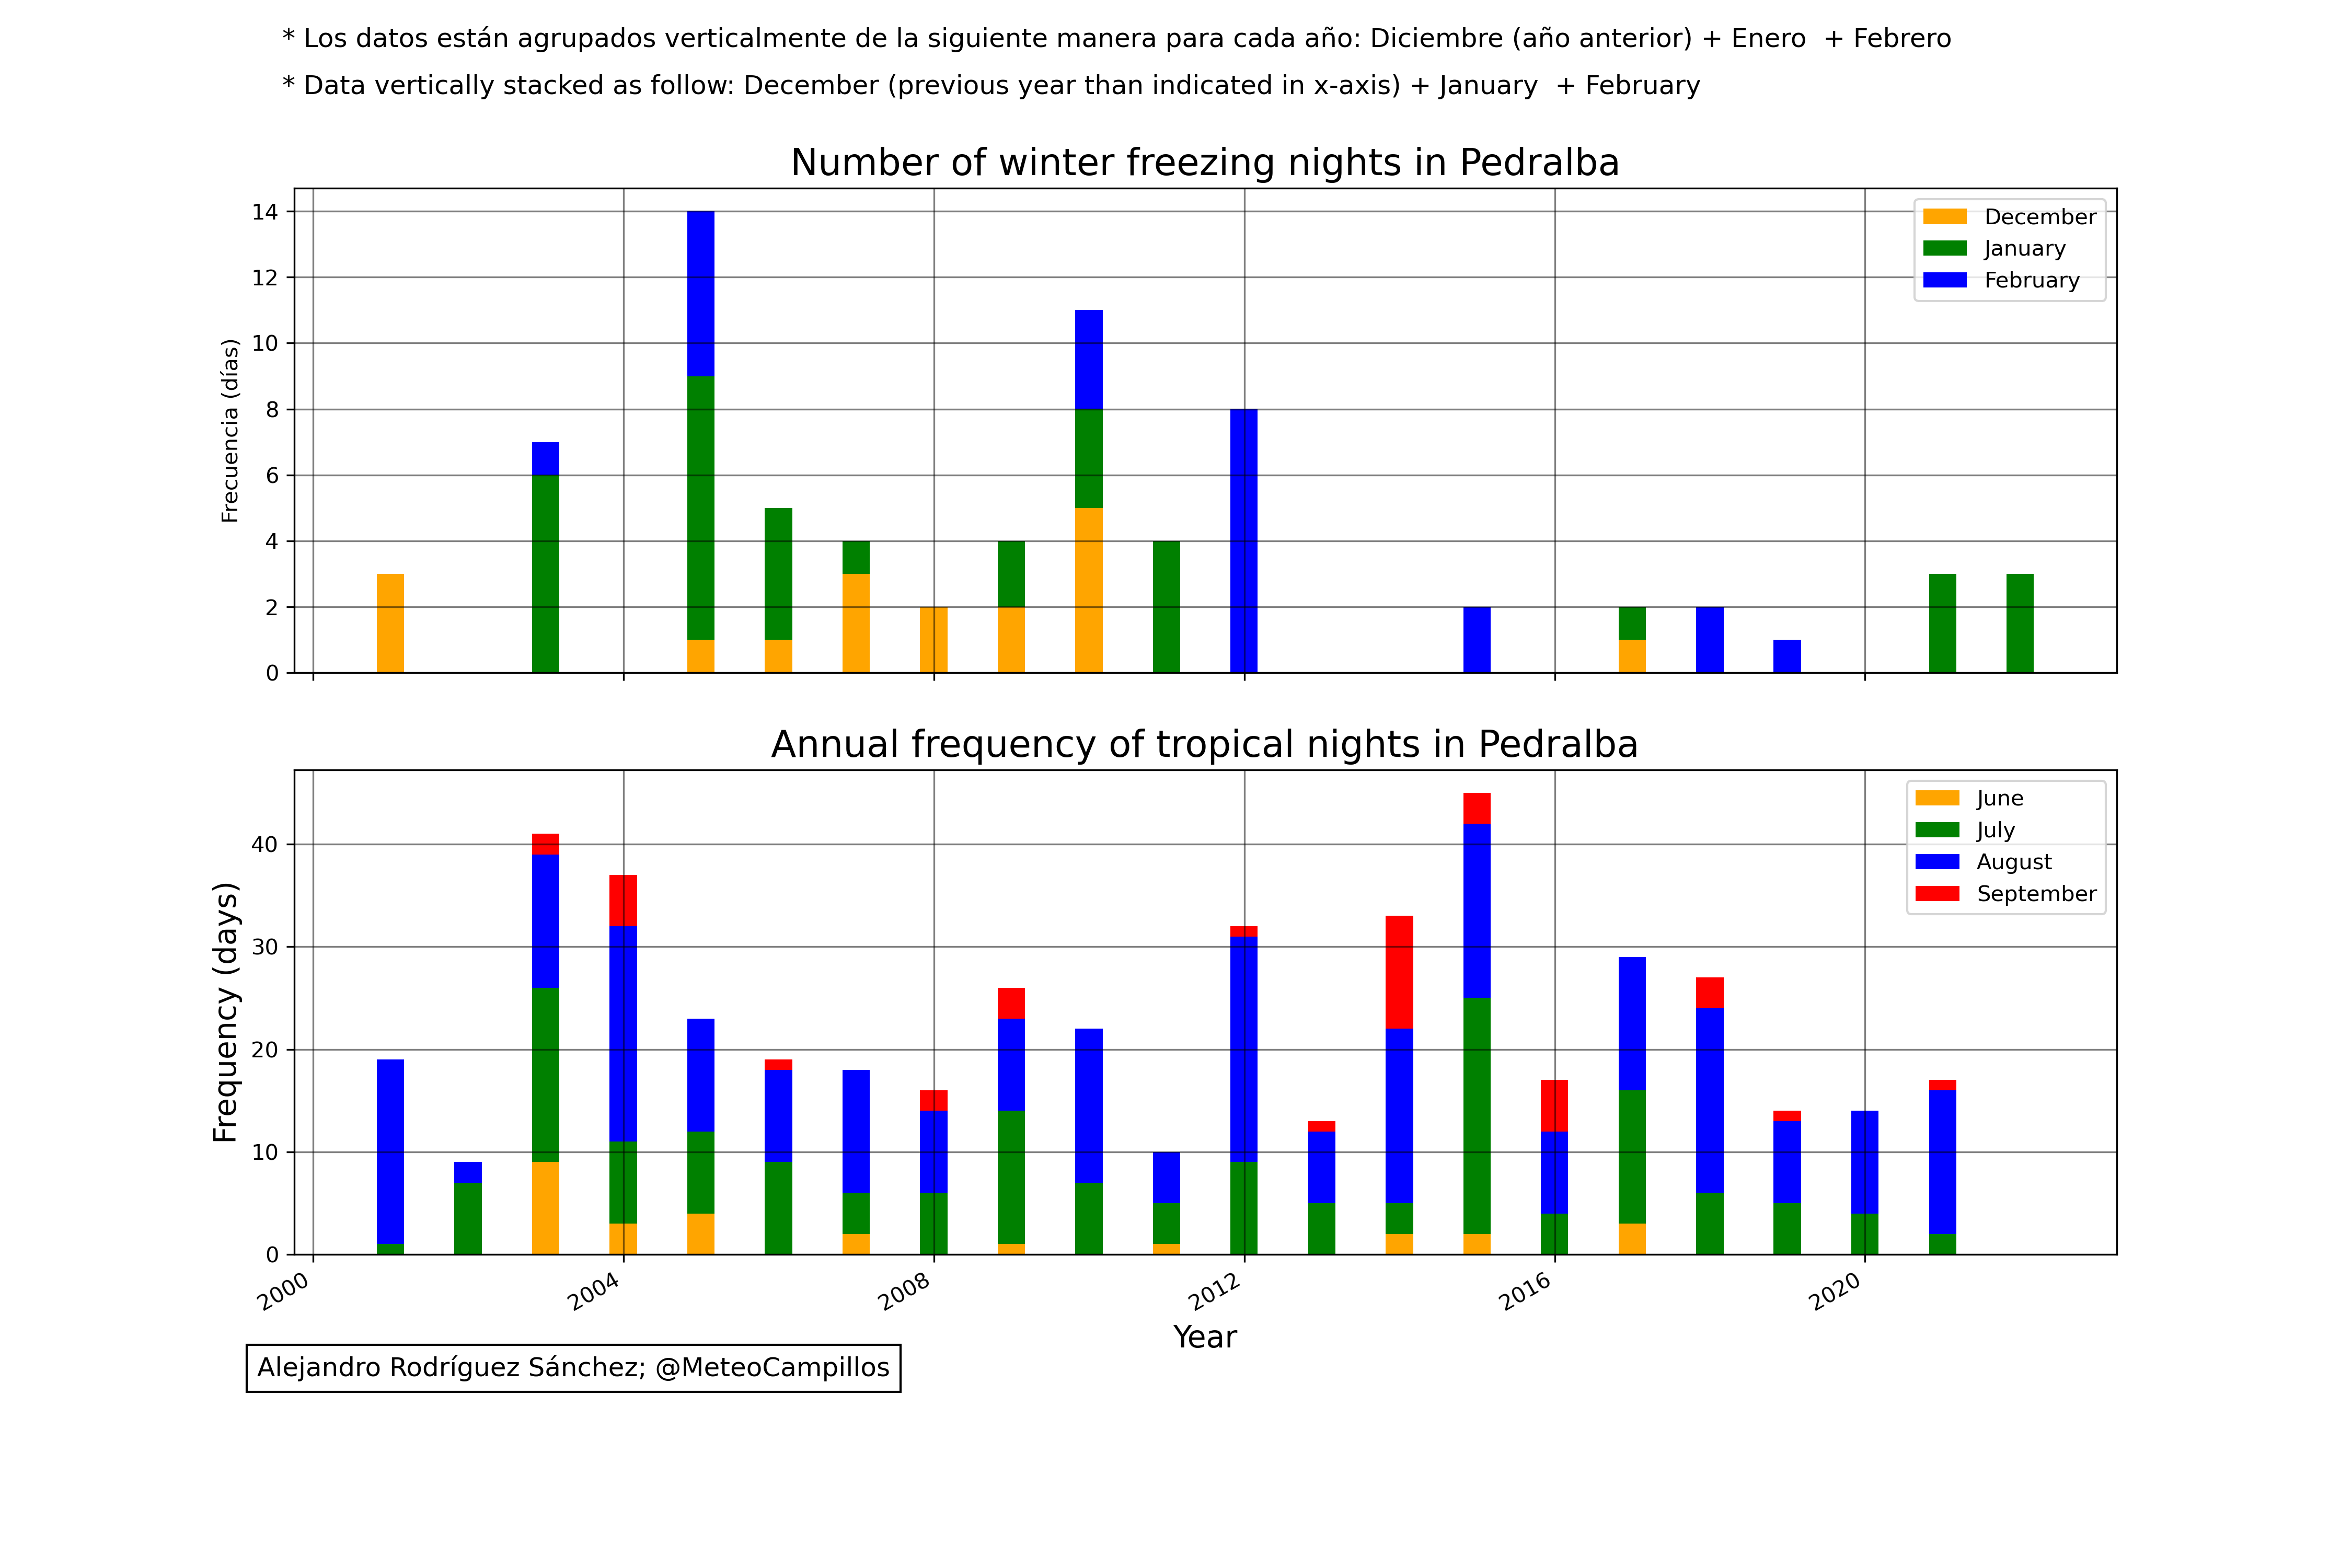 * Los datos están agrupados verticalmente de la siguiente manera para cada año: Diciembre (año anterior) + Enero  + Febrero
* Data vertically stacked as follow: December (previous year than indicated in x-axis) + January  + February
Number of winter freezing nights in Pedralba
Frecuencia (días)
14
12
10
8
6
4
2
0
December
January
February
Annual frequency of tropical nights in Pedralba
Frequency (days)
40
30
20
10
0
June
July
August
September
2000
2004
2008
2012
2016
2020
Year
Alejandro Rodríguez Sánchez; @MeteoCampillos